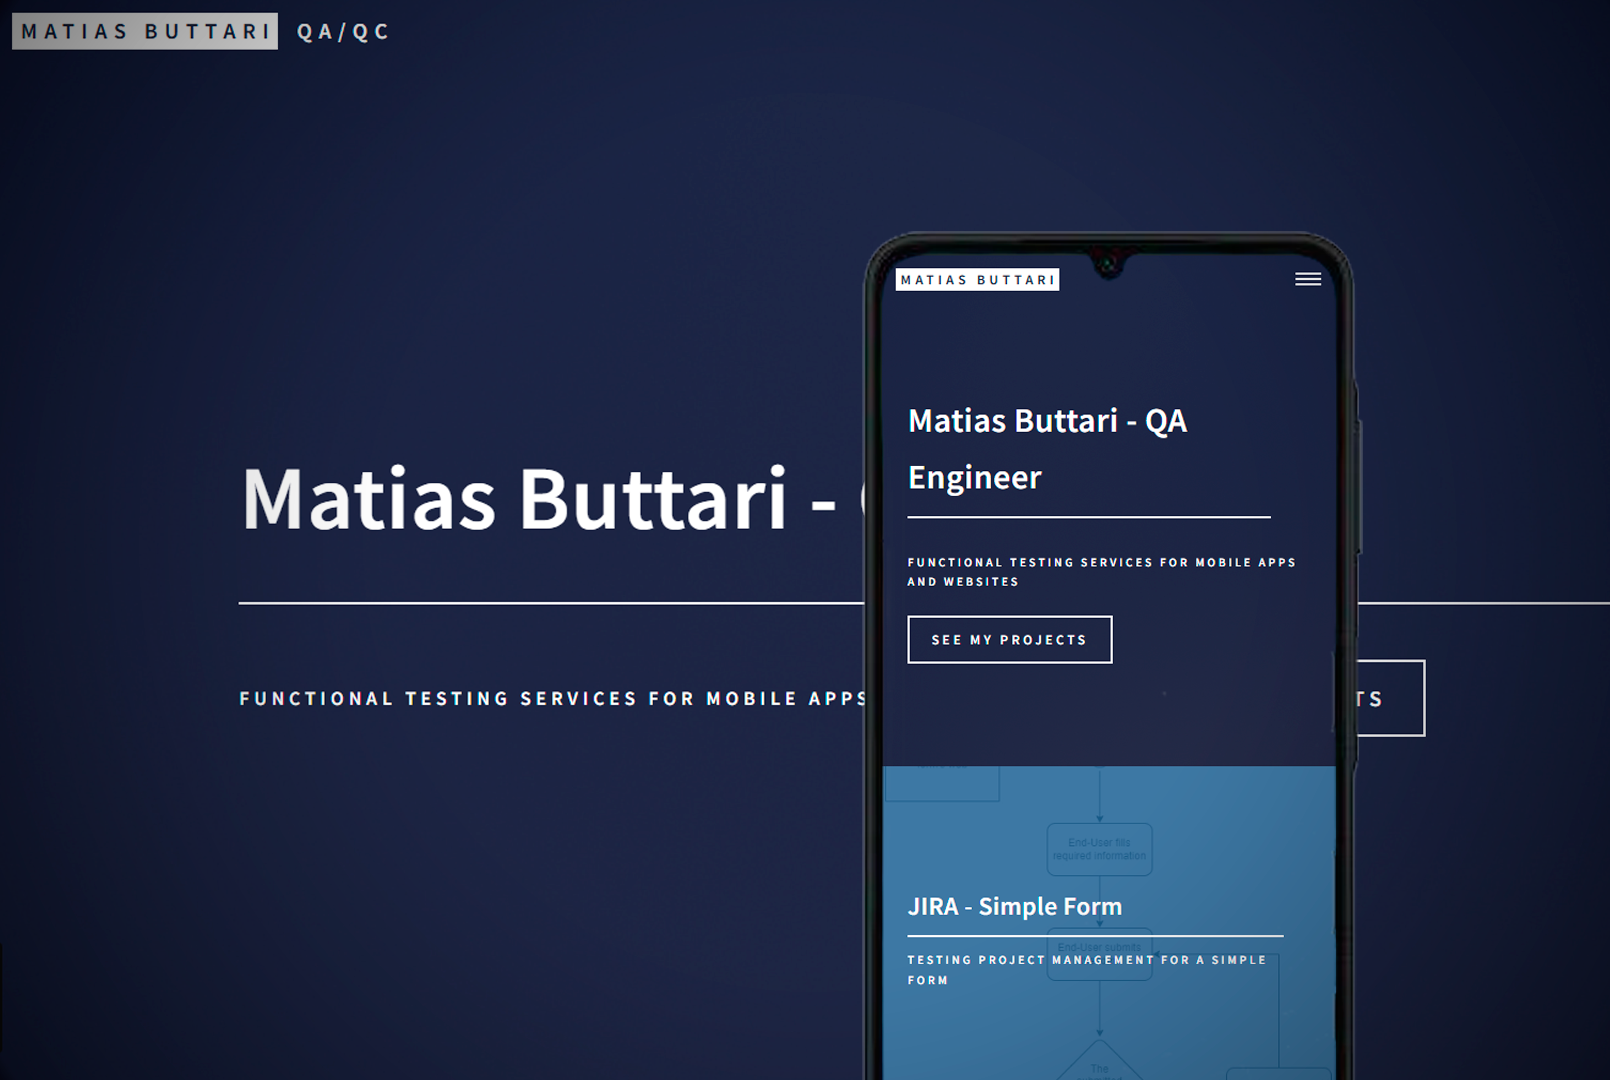 MATIAS BUTTARI QA/QC
Matias Buttari -
FUNCTIONAL TESTING SERVICES FOR MOBILE APPS
TS
MATIAS BUTTARI
Matias Buttari - QA
Engineer
FUNCTIONAL TESTING SERVICES FOR MOBILE APPS
AND WEBSITES
SEE MY PROJECTS
End-User fills
required information
JIRA - Simple Form
End-User submits
TESTING PROJECT MANAGEMENT FOR A SIMPLE
FORM
The